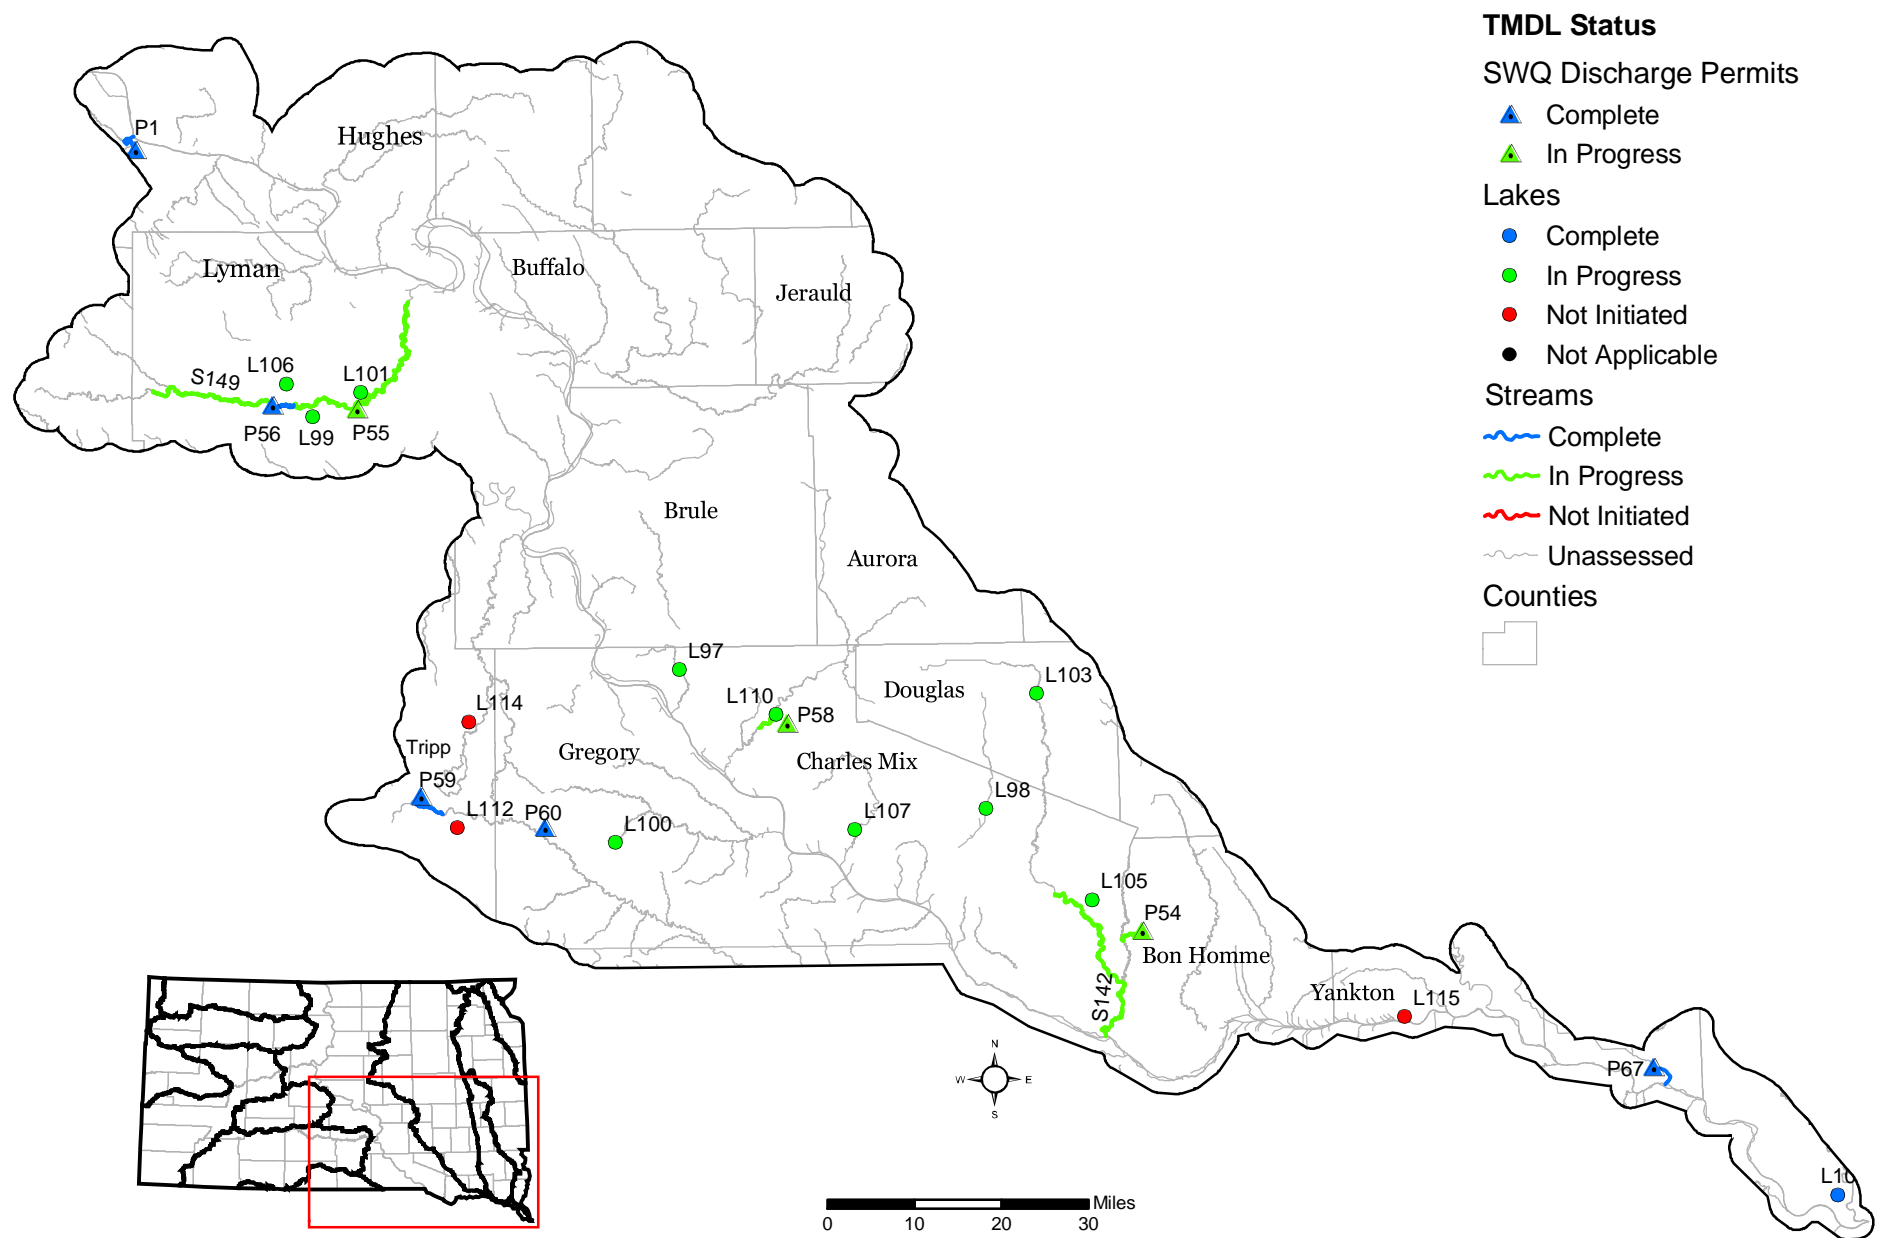 TMDL Status
SWQ Discharge Permits
Complete
In Progress
Lakes
Complete
In Progress
Not Initiated
Not Applicable
Streams
Complete
In Progress
Not Initiated
Unassessed
Counties
P1
Hughes
Lyman
Buffalo
Jerauld
S149
L106
L101
P56
L99
P55
Brule
Aurora
L97
L103
L110
P58
Douglas
L114
Tripp
Gregory
Charles Mix
P59
L112
P60
L100
L107
L98
L105
P54
Bon Homme
S142
Yankton
L115
P67
N
W
E
S
Miles
0
10
20
30